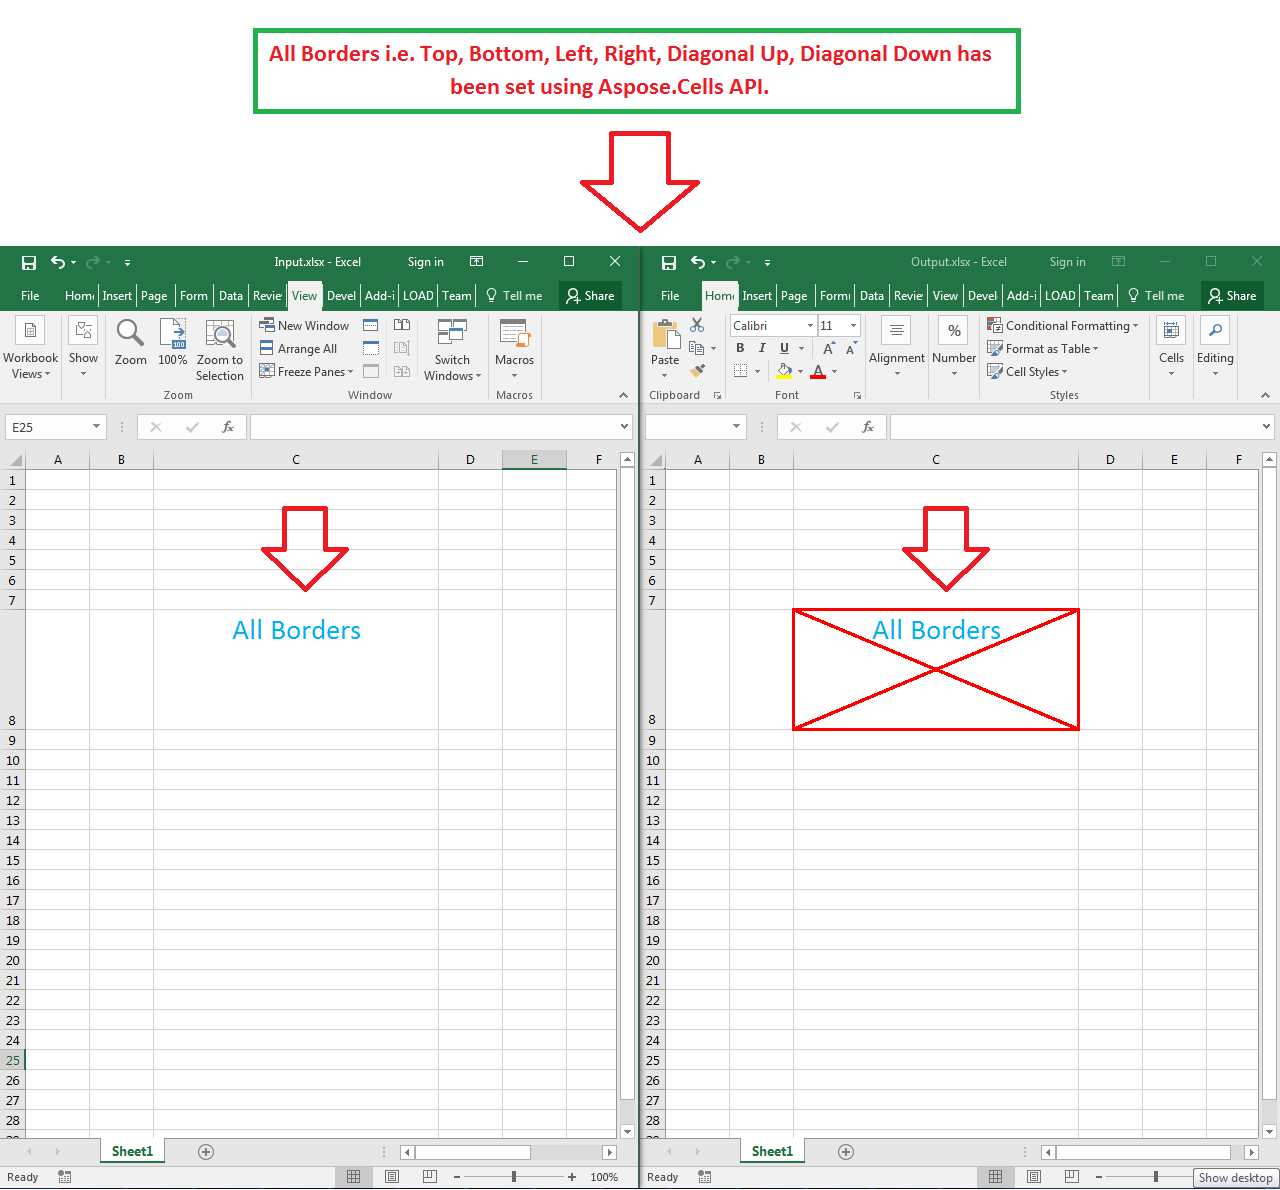 All Borders i.e. Top, Bottom, Left, Right, Diagonal Up, Diagonal Down has
been set using Aspose.Cells API.
Input.xlsx - Excel Sign in
File Home Insert Page Form Data Revie View Devel Add-i LOAD Team Tell me Share
Workbook Views Show Zoom 100% Zoom to Selection New Window Arrange All Freeze Panes Switch Windows Macros
Zoom Window Macros
E25 fx
A B C D E F
1
2
3
4
5
6
7
All Borders
8
9
10
11
12
13
14
15
16
17
18
19
20
21
22
23
24
25
26
27
28
Sheet1
Ready 100%
Output.xlsx - Excel Sign in
File Home Insert Page Form Data Revie View Devel Add-i LOAD Team Tell me Share
Paste Calibri 11 B I U A A A Alignment % Number Conditional Formatting Format as Table Cell Styles Cells Editing
Clipboard Font Styles
fx
A B C D E F
1
2
3
4
5
6
7
All Borders
8
9
10
11
12
13
14
15
16
17
18
19
20
21
22
23
24
25
26
27
28
Sheet1
Ready Show desktop